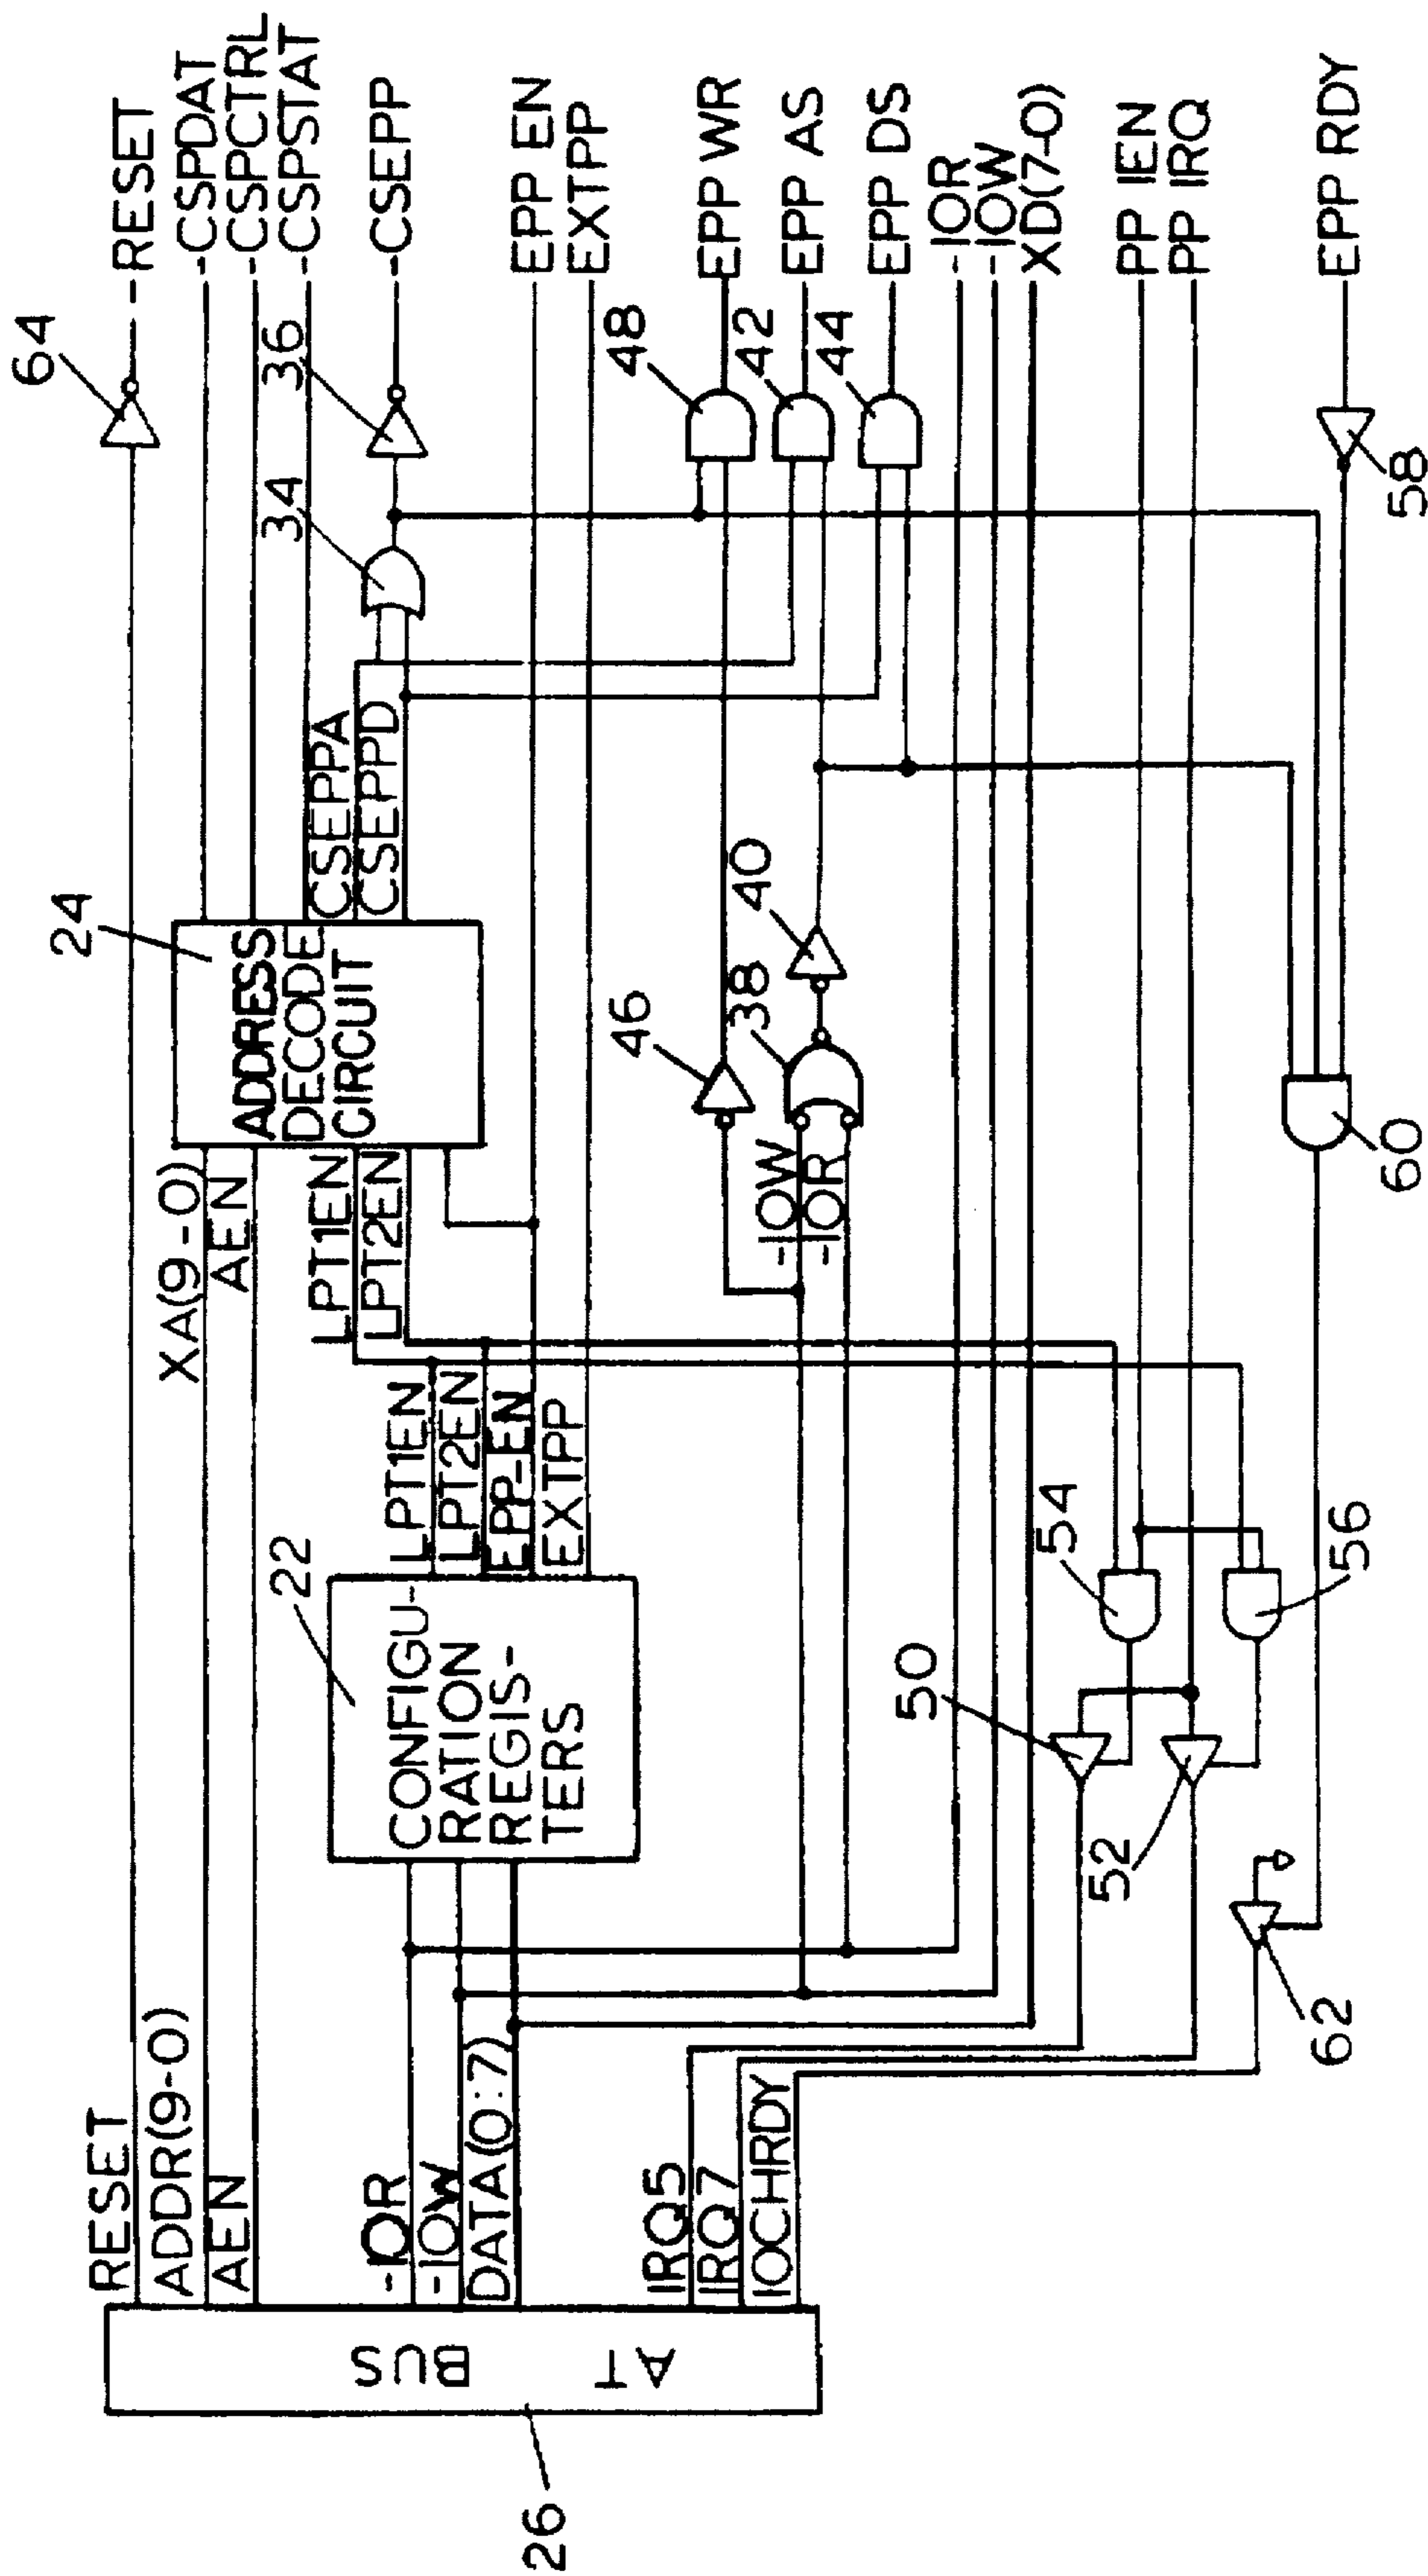 RESET
ADDR(9-0)
AEN
-IOR
-IOW
DATA(0:7)
IRQ5
IRQ7
IOCHRDY
AT BUS
26
22
CONFIGU-
RATION
REGIS-
TERS
LPT1EN
LPT2EN
EPP-EN
EXTPP
XA(9-0)
AEN
LPT1EN
LPT2EN
24
ADDRESS
DECODE
CIRCUIT
CSEPPA
CSEPPD
-IOW
-IOR
46
38
40
34
36
64
48
42
44
50
52
54
56
62
60
58
-RESET
-CSPDAT
-CSPCTRL
-CSPSTAT
-CSEPP
EPP EN
EXTPP
EPP WR
EPP AS
EPP DS
-IOR
-IOW
XD(7-0)
PP IEN
PP IRQ
EPP RDY